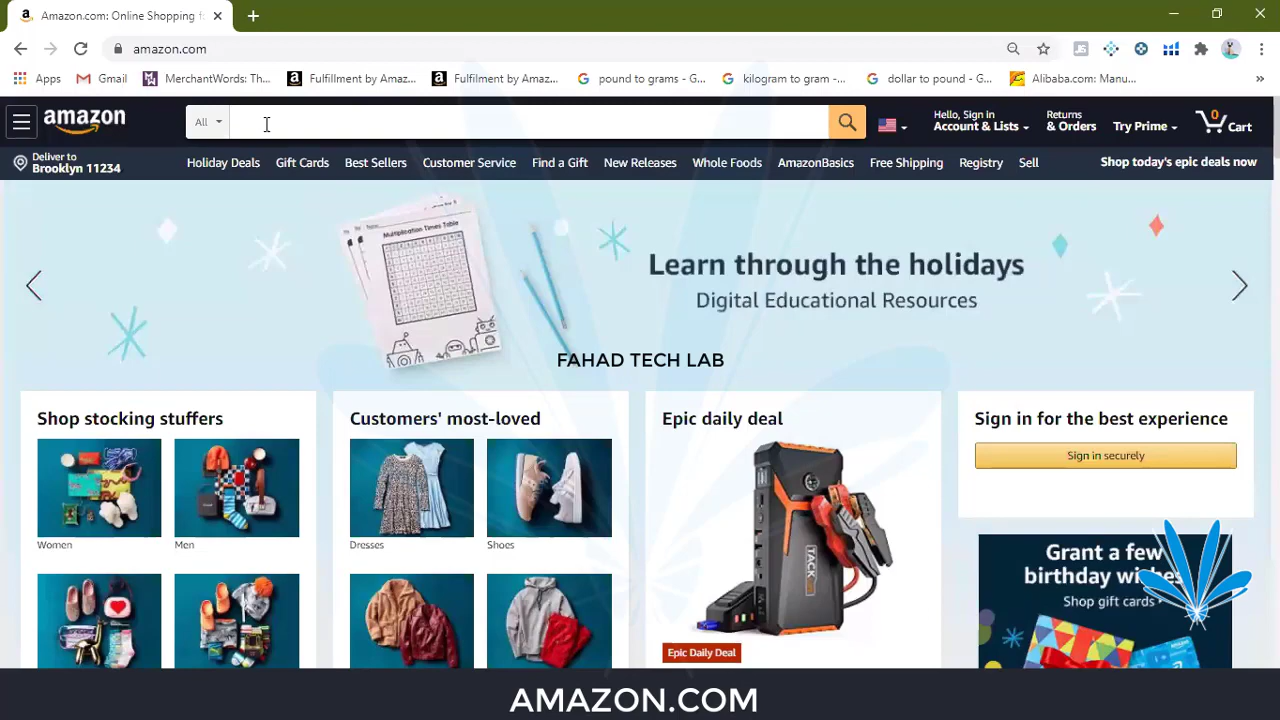 Amazon.com: Online Shopping f
amazon.com
Apps
Gmail
MerchantWords: Th...
Fulfillment by Amaz...
Fulfilment by Amaz...
pound to grams - G...
kilogram to gram -...
dollar to pound - G...
Alibaba.com: Manu...
»
amazon
All
Hello, Sign in
Account & Lists
Returns
& Orders
Try Prime
0
Cart
Deliver to
Brooklyn 11234
Holiday Deals
Gift Cards
Best Sellers
Customer Service
Find a Gift
New Releases
Whole Foods
AmazonBasics
Free Shipping
Registry
Sell
Shop today's epic deals now
Multiplication Times Table
Learn through the holidays
Digital Educational Resources
FAHAD TECH LAB
Shop stocking stuffers
Women
Men
Customers' most-loved
Dresses
Shoes
Epic daily deal
Epic Daily Deal
Sign in for the best experience
Sign in securely
Grant a few
birthday wishes
Shop gift cards
AMAZON.COM